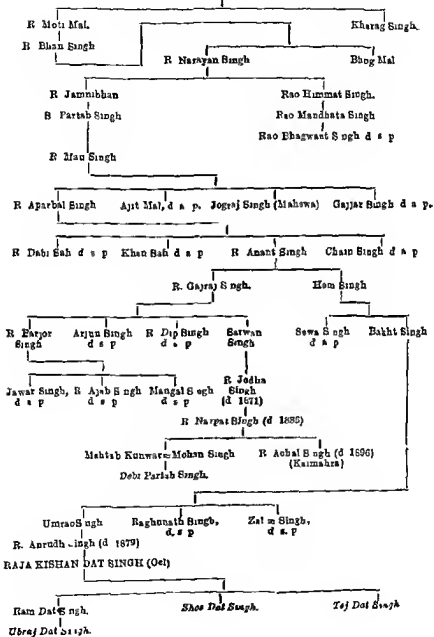 R Moti Mal. Kharag Singh.
R Bhan Singh
R Narayan Singh Bhog Mal
R Jamnibhan Rao Himmat Singh.
R Partab Singh Rao Mandhata Singh
Rao Bhagwant Singh d s p
R Man Singh
R Aparbal Singh Ajit Mal, d s p. Jograj Singh (Mahewa) Gajjar Singh d s p.
R Dabi Sah d s p Khan Sah d s p R Anant Singh Chain Singh d s p
R. Gajraj Singh. Hem Singh
R Barjor Singh Arjun Singh d s p R Dip Singh d s p Sarwan Singh Sewa Singh d s p Bakht Singh
Jawar Singh, d s p R Ajab Singh d s p Mangal Singh d s p R Jodha Singh (d 1871)
R Narpat Singh (d 1886)
Mahtab Kunwar = Mohan Singh R Achal Singh (d 1896) (Kaimahra)
Debi Partab Singh.
Umrao Singh Raghunath Singh, d, s, p Zalim Singh, d s p
R. Anrudh Singh (d 1879)
RAJA KISHAN DAT SINGH (Oel)
Ram Dat Singh. Sheo Dat Singh. Tej Dat Singh
Ubraj Dat Singh.